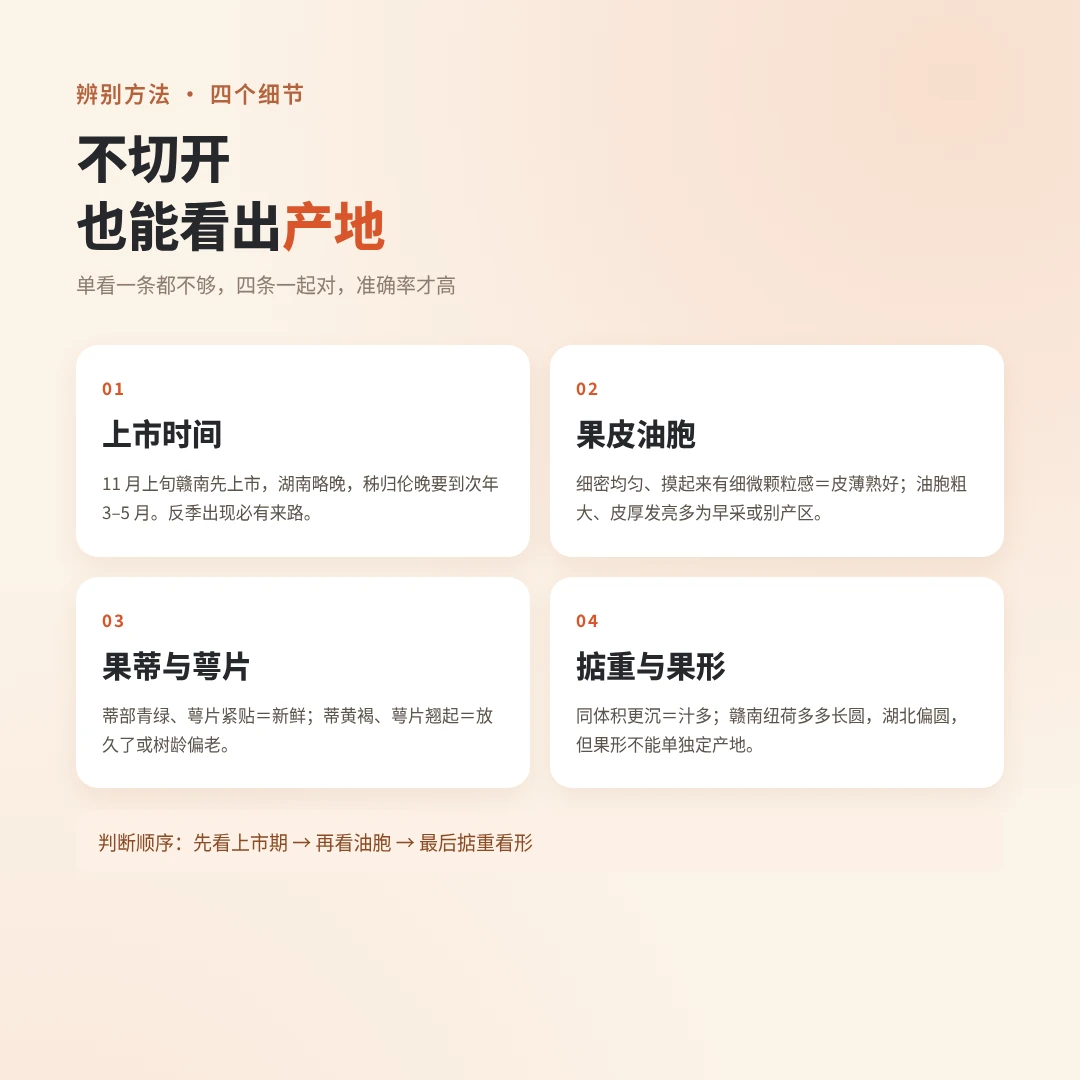 辨别方法 · 四个细节
不切开
也能看出产地
单看一条都不够，四条一起对，准确率才高
01
上市时间
11 月上旬赣南先上市，湖南略晚，秭归伦晚要到次年
3–5 月。反季出现必有来路。
02
果皮油胞
细密均匀、摸起来有细微颗粒感＝皮薄熟好；油胞粗
大、皮厚发亮多为早采或别产区。
03
果蒂与萼片
蒂部青绿、萼片紧贴＝新鲜；蒂黄褐、萼片翘起＝放
久了或树龄偏老。
04
掂重与果形
同体积更沉＝汁多；赣南纽荷多多长圆，湖北偏圆，
但果形不能单独定产地。
判断顺序：先看上市期 → 再看油胞 → 最后掂重看形